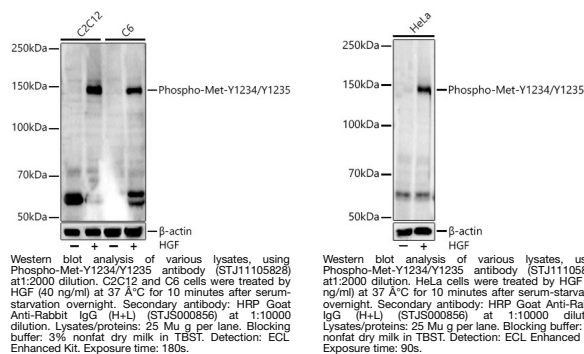 C2C12
C6
250kDa
150kDa
Phospho-Met-Y1234/Y1235
100kDa
70kDa
50kDa
β-actin
− + − + HGF
Western blot analysis of various lysates, using
Phospho-Met-Y1234/Y1235 antibody (STJ11105828)
at1:2000 dilution. C2C12 and C6 cells were treated by
HGF (40 ng/ml) at 37 Å°C for 10 minutes after serum-
starvation overnight. Secondary antibody: HRP Goat
Anti-Rabbit IgG (H+L) (STJS000856) at 1:10000
dilution. Lysates/proteins: 25 Mu g per lane. Blocking
buffer: 3% nonfat dry milk in TBST. Detection: ECL
Enhanced Kit. Exposure time: 180s.
HeLa
250kDa
150kDa
Phospho-Met-Y1234/Y1235
100kDa
70kDa
50kDa
β-actin
− + HGF
Western blot analysis of various lysates,
Phospho-Met-Y1234/Y1235 antibody
at1:2000 dilution. HeLa cells were treated by HGF
ng/ml) at 37 Å°C for 10 minutes after
overnight. Secondary antibody: HRP Goat
IgG (H+L) (STJS000856) at 1:10000
Lysates/proteins: 25 Mu g per lane. Blocking
nonfat dry milk in TBST. Detection: ECL
Exposure time: 90s.